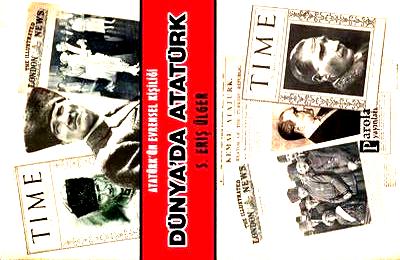 THE ILLUSTRATED
LONDON NEWS
TIME
ATATÜRK'ÜN EVRENSEL KİŞİLİĞİ
DÜNYA'DA ATATÜRK
S. ERİŞ ÜLGER
TIME
KEMAL ATATÜRK
Parola
yayınları
THE ILLUSTRATED
LONDON NEWS